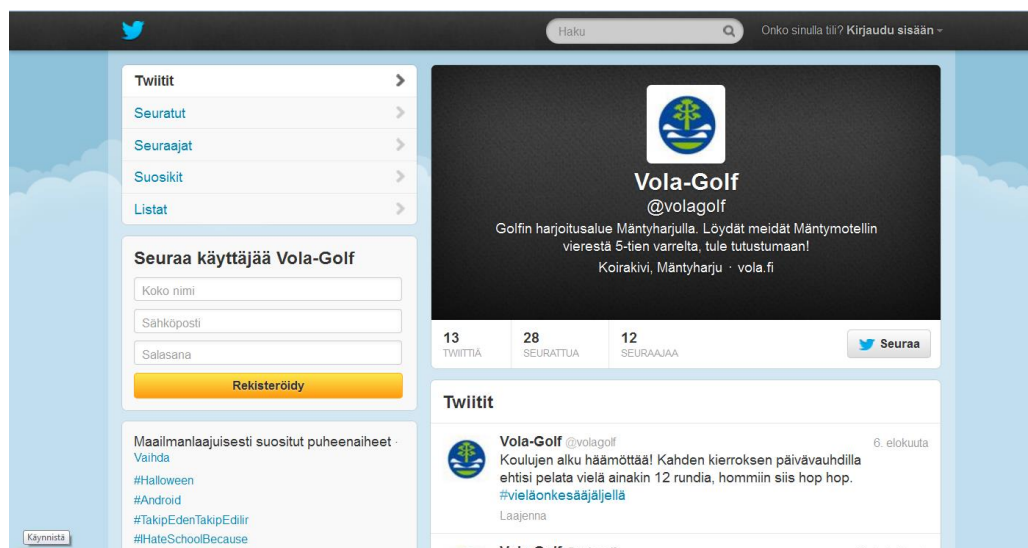 Haku
Onko sinulla tili? Kirjaudu sisään
Twiitit
Seuratut
Seuraajat
Suosikit
Listat
Seuraa käyttäjää Vola-Golf
Koko nimi
Sähköposti
Salasana
Rekisteröidy
Maailmanlaajuisesti suositut puheenaiheet ·
Vaihda
#Halloween
#Android
#TakipEdenTakipEdilir
#IHateSchoolBecause
Käynnistä
Vola-Golf
@volagolf
Golfin harjoitusalue Mäntyharjulla. Löydät meidät Mäntymotellin
vierestä 5-tien varrelta, tule tutustumaan!
Koirakivi, Mäntyharju · vola.fi
13
TWIITTIÄ
28
SEURATTUA
12
SEURAAJAA
Seuraa
Twiitit
Vola-Golf @volagolf 6. elokuuta
Koulujen alku häämöttää! Kahden kierroksen päivävauhdilla
ehtisi pelata vielä ainakin 12 rundia, hommiin siis hop hop.
#vieläonkesääjäljellä
Laajenna